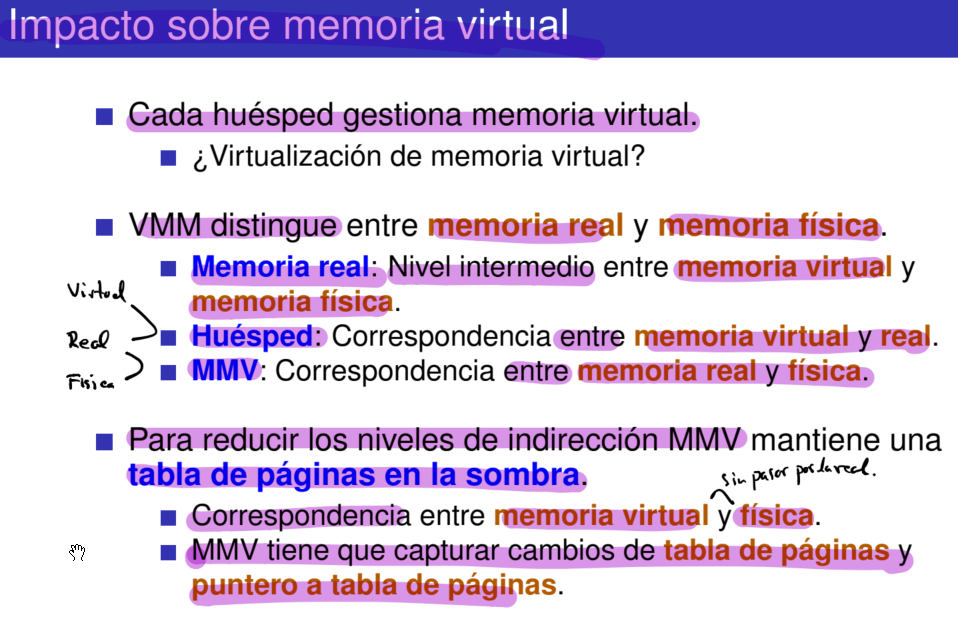 Impacto sobre memoria virtual
Cada huésped gestiona memoria virtual.
¿Virtualización de memoria virtual?
VMM distingue entre memoria real y memoria física.
Memoria real: Nivel intermedio entre memoria virtual y
memoria física.
Virtual
Huésped: Correspondencia entre memoria virtual y real.
Real
MMV: Correspondencia entre memoria real y física.
Física
Para reducir los niveles de indirección MMV mantiene una
tabla de páginas en la sombra.
sin pasar por la real.
Correspondencia entre memoria virtual y física.
MMV tiene que capturar cambios de tabla de páginas y
puntero a tabla de páginas.